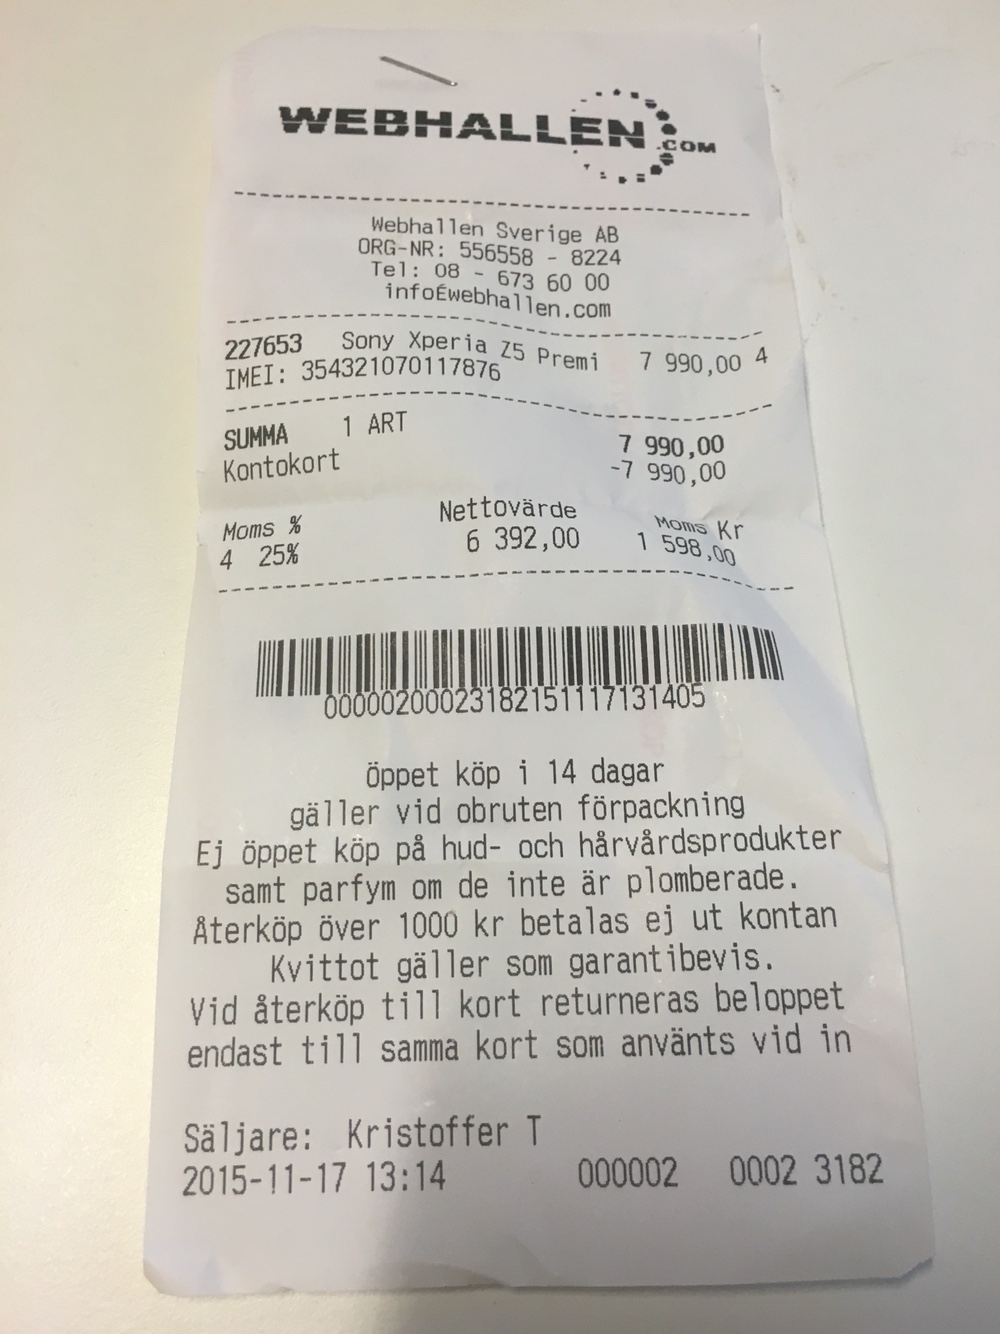 WEBHALLEN.COM
Webhallen Sverige AB
ORG-NR: 556558 - 8224
Tel: 08 - 673 60 00
infoÉwebhallen.com
227653 Sony Xperia Z5 Premi 7 990,00 4
IMEI: 354321070117876
SUMMA 1 ART 7 990,00
Kontokort -7 990,00
Moms % Nettovärde Moms Kr
4 25% 6 392,00 1 598,00
000002000231821511171314​05
Öppet köp i 14 dagar
gäller vid obruten förpackning
Ej öppet köp på hud- och hårvårdsprodukter
samt parfym om de inte är plomberade.
Återköp över 1000 kr betalas ej ut kontan
Kvittot gäller som garantibevis.
Vid återköp till kort returneras beloppet
endast till samma kort som använts vid in
Säljare: Kristoffer T
2015-11-17 13:14 000002 0002 3182